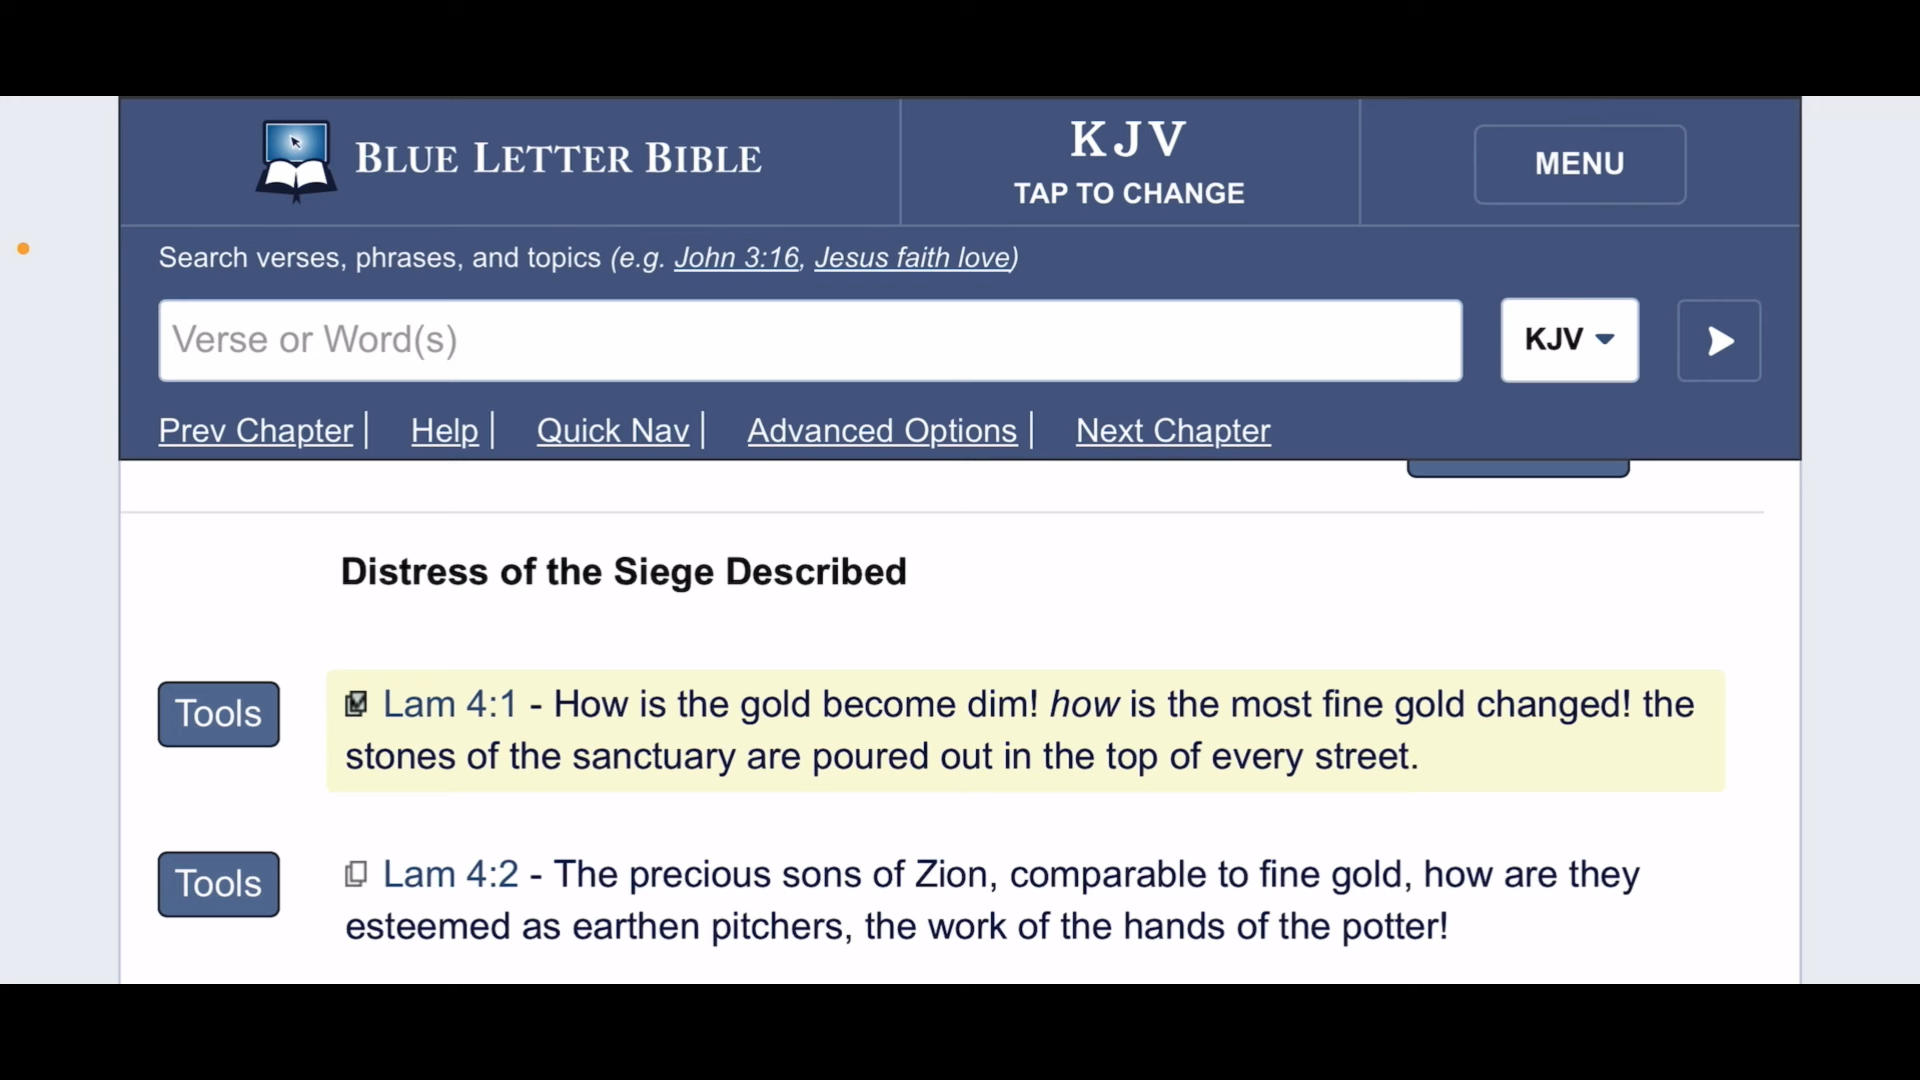 BLUE LETTER BIBLE
KJV
TAP TO CHANGE
MENU
Search verses, phrases, and topics (e.g. John 3:16, Jesus faith love)
Verse or Word(s)
KJV
Prev Chapter | Help | Quick Nav | Advanced Options | Next Chapter
Distress of the Siege Described
Tools
Lam 4:1 - How is the gold become dim! how is the most fine gold changed! the
stones of the sanctuary are poured out in the top of every street.
Tools
Lam 4:2 - The precious sons of Zion, comparable to fine gold, how are they
esteemed as earthen pitchers, the work of the hands of the potter!